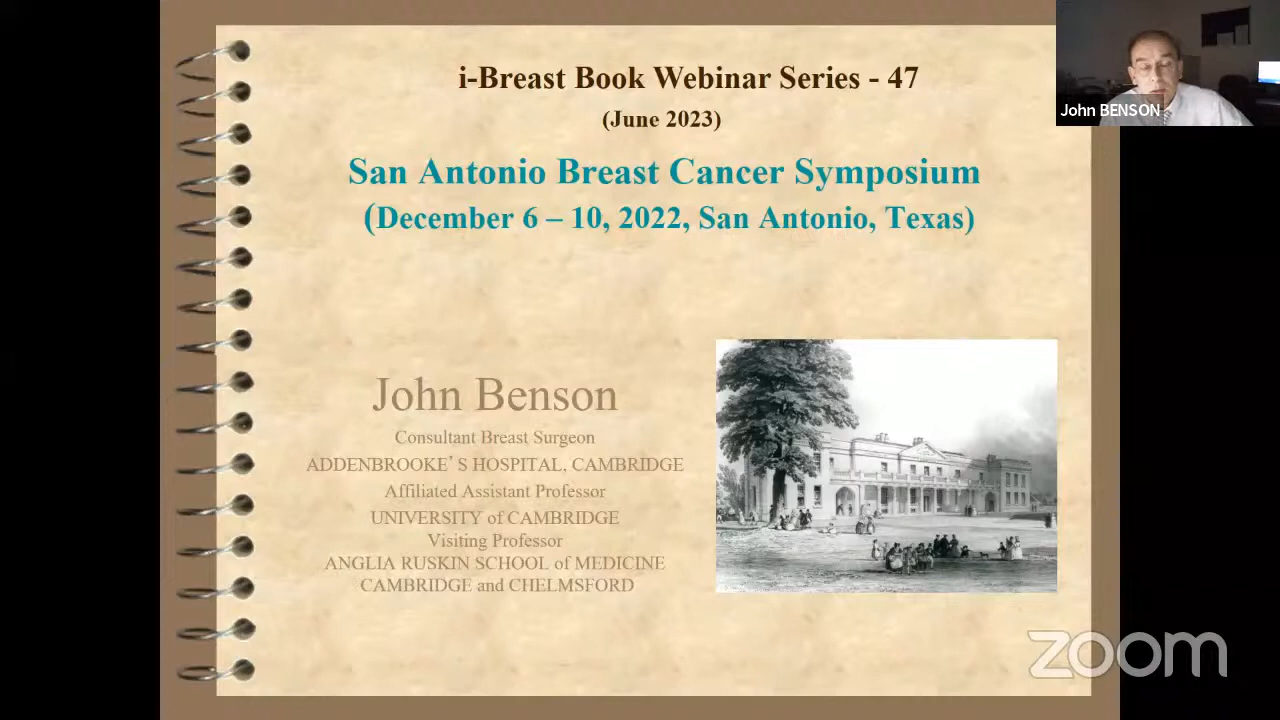 i-Breast Book Webinar Series - 47
(June 2023)
San Antonio Breast Cancer Symposium
(December 6 – 10, 2022, San Antonio, Texas)
John BENSON
John Benson
Consultant Breast Surgeon
ADDENBROOKE’ S HOSPITAL, CAMBRIDGE
Affiliated Assistant Professor
UNIVERSITY of CAMBRIDGE
Visiting Professor
ANGLIA RUSKIN SCHOOL of MEDICINE
CAMBRIDGE and CHELMSFORD
zoom